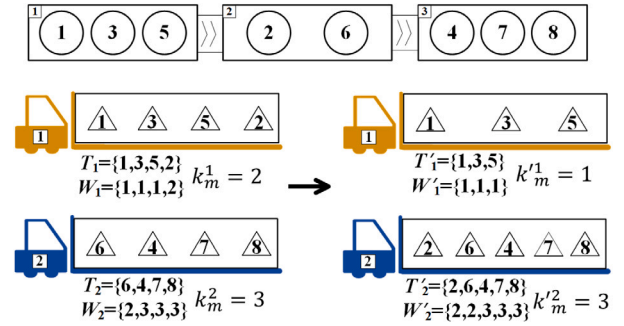 1 1 3 5 》 2 2 6 》 3 4 7 8
1 3 5 2
1
T₁={1,3,5,2}
W₁={1,1,1,2} k¹ₘ = 2
1 3 5
1
T'₁={1,3,5}
W'₁={1,1,1} k'¹ₘ = 1
6 4 7 8
2
T₂={6,4,7,8}
W₂={2,3,3,3} k²ₘ = 3
2 6 4 7 8
2
T'₂={2,6,4,7,8}
W'₂={2,2,3,3,3} k'²ₘ = 3